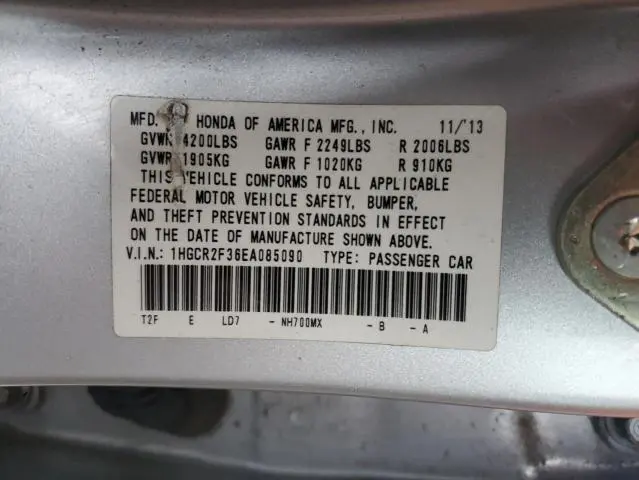 MFD. HONDA OF AMERICA MFG., INC. 11/'13
GVWR 4200LBS GAWR F 2249LBS R 2006LBS
GVWR 1905KG GAWR F 1020KG R 910KG
THIS VEHICLE CONFORMS TO ALL APPLICABLE
FEDERAL MOTOR VEHICLE SAFETY, BUMPER,
AND THEFT PREVENTION STANDARDS IN EFFECT
ON THE DATE OF MANUFACTURE SHOWN ABOVE.
V.I.N.: 1HGCR2F36EA085090 TYPE: PASSENGER CAR
T2F E LD7 - NH700MX - B - A